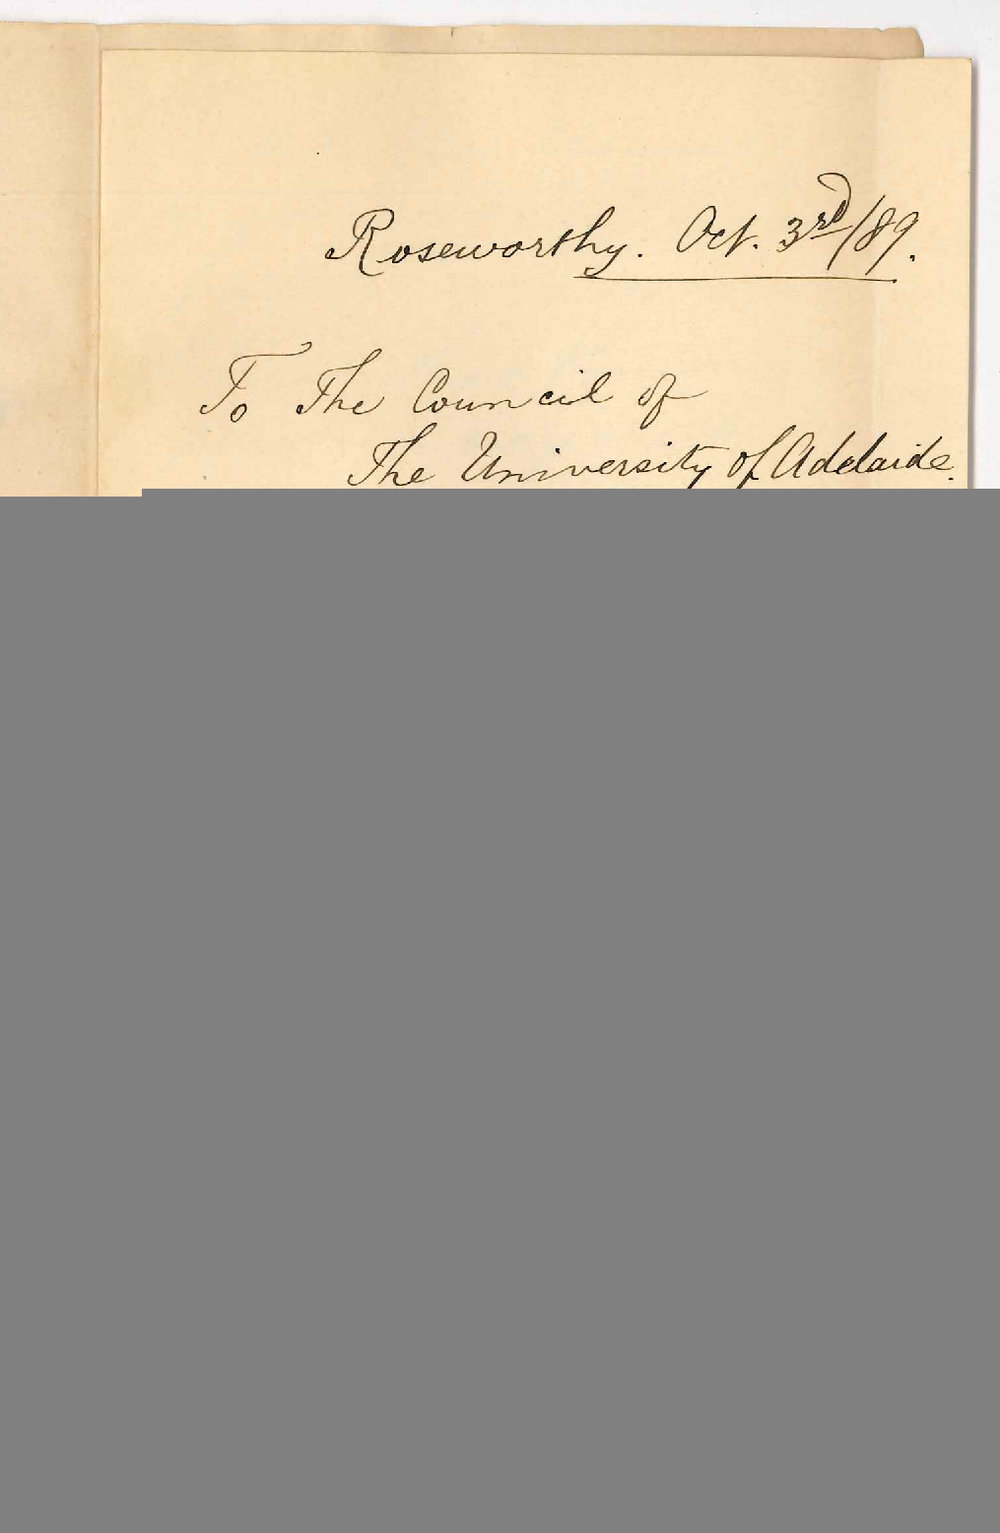 Roseworthy. Oct. 3rd/89.
To The Council of
The University of Adelaide.